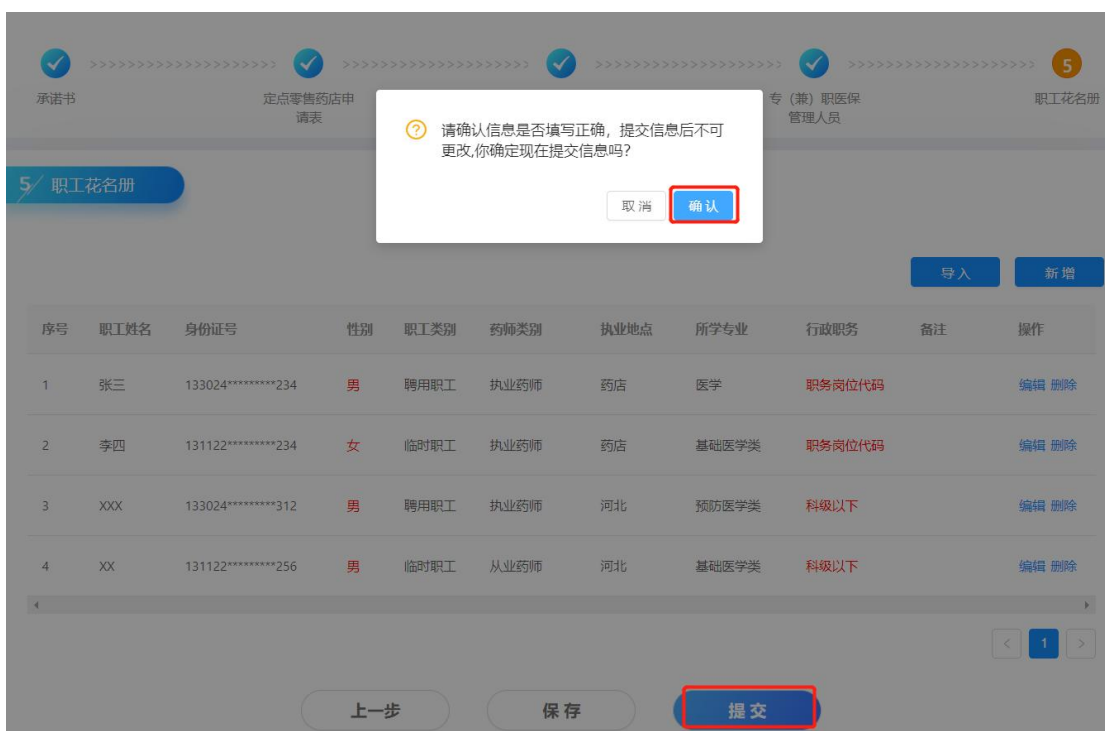 5
承诺书
定点零售药店申
请表
专（兼）职医保
管理人员
职工花名册
请确认信息是否填写正确，提交信息后不可
更改,你确定现在提交信息吗？
取消 确认
5 职工花名册
导入 新增
序号 职工姓名 身份证号 性别 职工类别 药师类别 执业地点 所学专业 行政职务 备注 操作
1 张三 133024*********234 男 聘用职工 执业药师 药店 医学 职务岗位代码 编辑 删除
2 李四 131122*********234 女 临时职工 执业药师 药店 基础医学类 职务岗位代码 编辑 删除
3 XXX 133024*********312 男 聘用职工 执业药师 河北 预防医学类 科级以下 编辑 删除
4 XX 131122*********256 男 临时职工 从业药师 河北 基础医学类 科级以下 编辑 删除
< 1 >
上一步 保存 提交